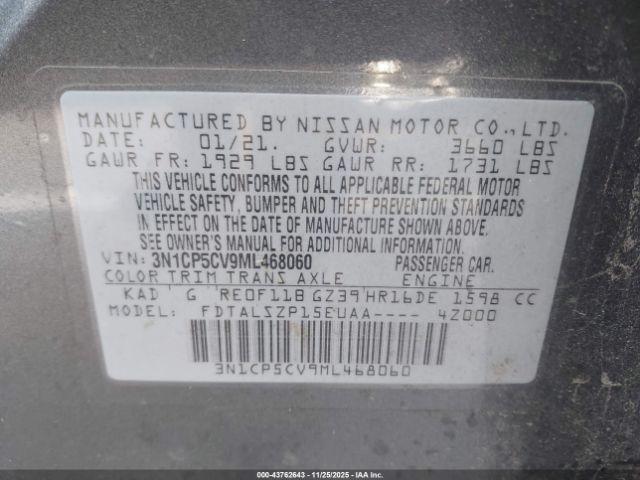 MANUFACTURED BY NISSAN MOTOR CO., LTD.
DATE: 01/21. GVWR: 3660 LBS
GAWR FR: 1929 LBS GAWR RR: 1731 LBS
THIS VEHICLE CONFORMS TO ALL APPLICABLE FEDERAL MOTOR
VEHICLE SAFETY, BUMPER AND THEFT PREVENTION STANDARDS
IN EFFECT ON THE DATE OF MANUFACTURE SHOWN ABOVE.
SEE OWNER'S MANUAL FOR ADDITIONAL INFORMATION.
VIN: 3N1CP5CV9ML468060 PASSENGER CAR.
COLOR TRIM TRANS AXLE ENGINE
KAD G RE0F11B GZ39 HR16DE 1598 CC
MODEL: FDTALSZP15EUAA---- 4Z000
3N1CP5CV9ML468060
000-43762643 - 11/25/2025 - IAAI.COM